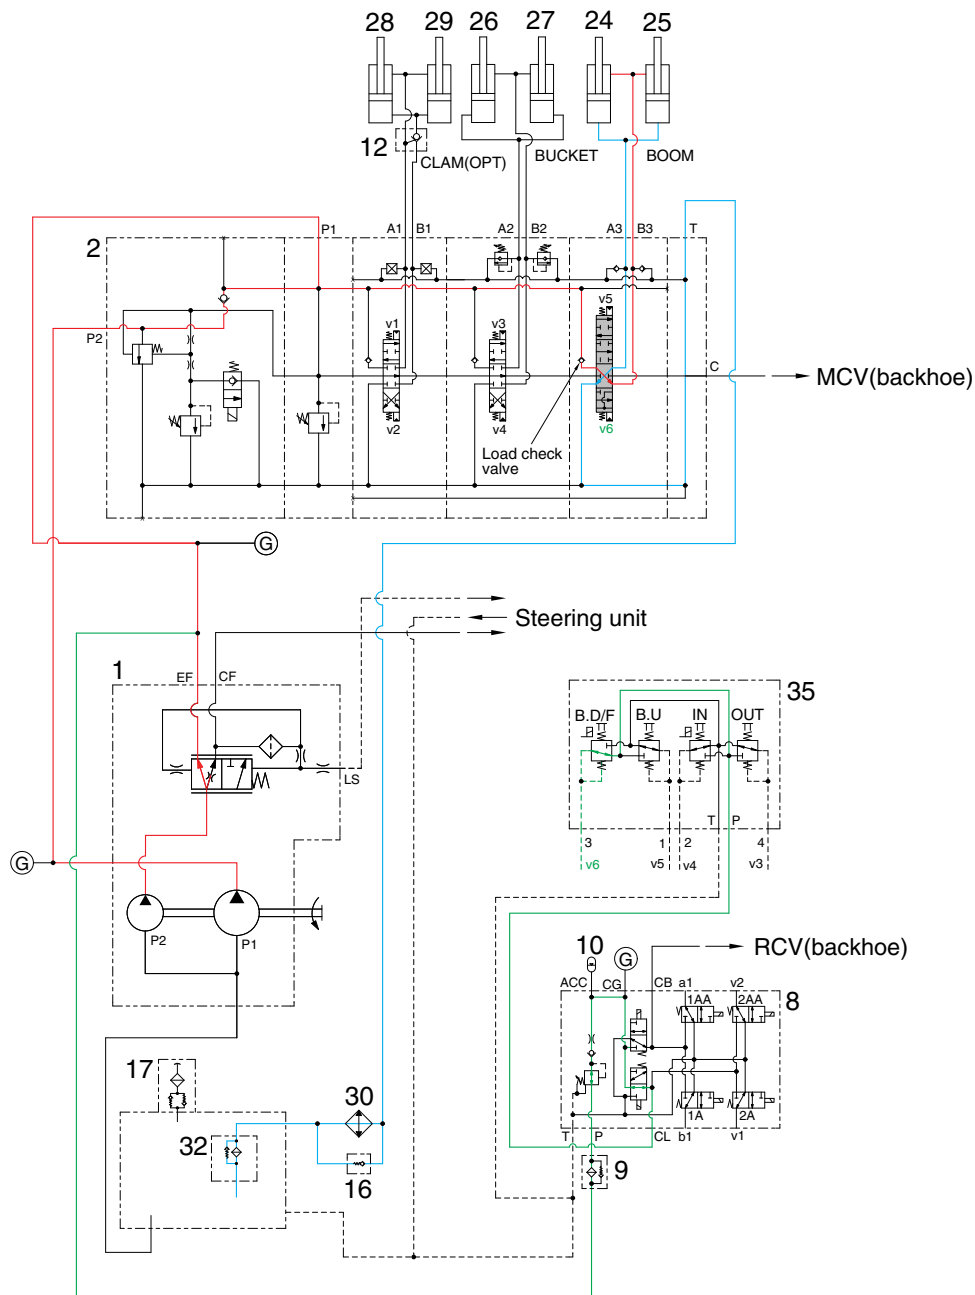 28 29 26 27 24 25
12
CLAM(OPT) BUCKET BOOM
2 P1 A1 B1 A2 B2 A3 B3 T
P2
v1 v3 v5
C
MCV(backhoe)
v2 v4 v6
Load check
valve
G
Steering unit
1 EF CF
LS
35
B.D/F B.U IN OUT
T P
3 1 2 4
v6 v5 v4 v3
G
P2 P1
10 G RCV(backhoe)
ACC CG CB a1 v2 8
1AA 2AA
1A 2A
T P CL b1 v1
17 30
32 16 9